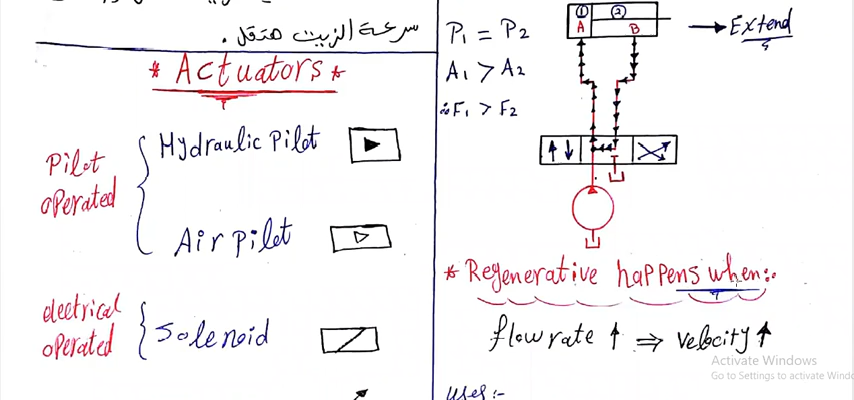 سرعة الزيت هتقل .
* Actuators *
Pilot operated
Hydraulic Pilot
Air pilot
electrical operated
Solenoid
P1 = P2
A1 > A2
∴ F1 > F2
① ②
A B
→ Extend
* Regenerative happens when:-
flow rate ↑ ⇒ velocity ↑
uses :-
Activate Windows
Go to Settings to activate Windo